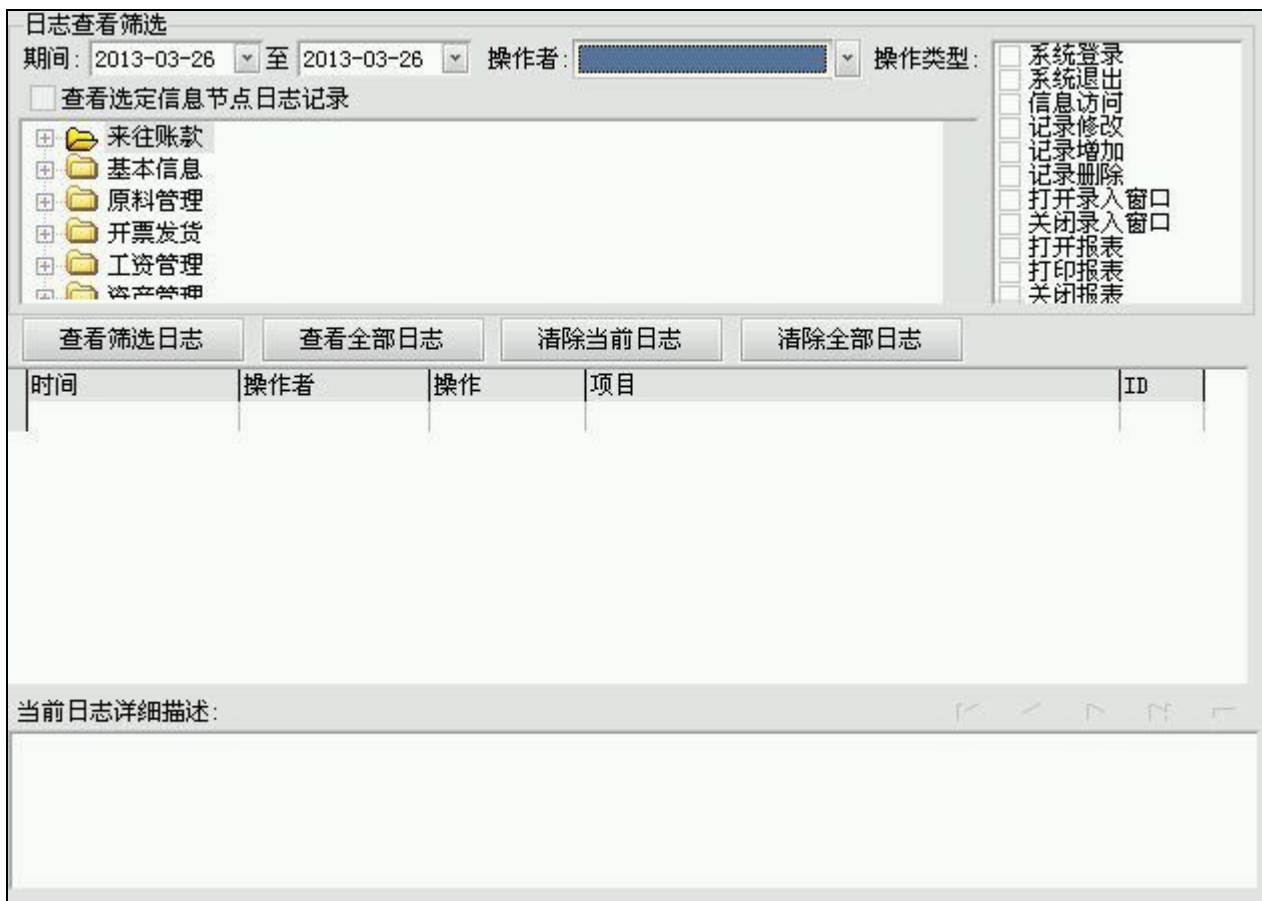 日志查看筛选
期间: 2013-03-26 至 2013-03-26 操作者: 操作类型:
系统登录
系统退出
信息访问
记录修改
记录增加
记录删除
打开录入窗口
关闭录入窗口
打开报表
打印报表
关闭报表
查看选定信息节点日志记录
来往账款
基本信息
原料管理
开票发货
工资管理
资产管理
查看筛选日志 查看全部日志 清除当前日志 清除全部日志
时间 操作者 操作 项目 ID
当前日志详细描述: